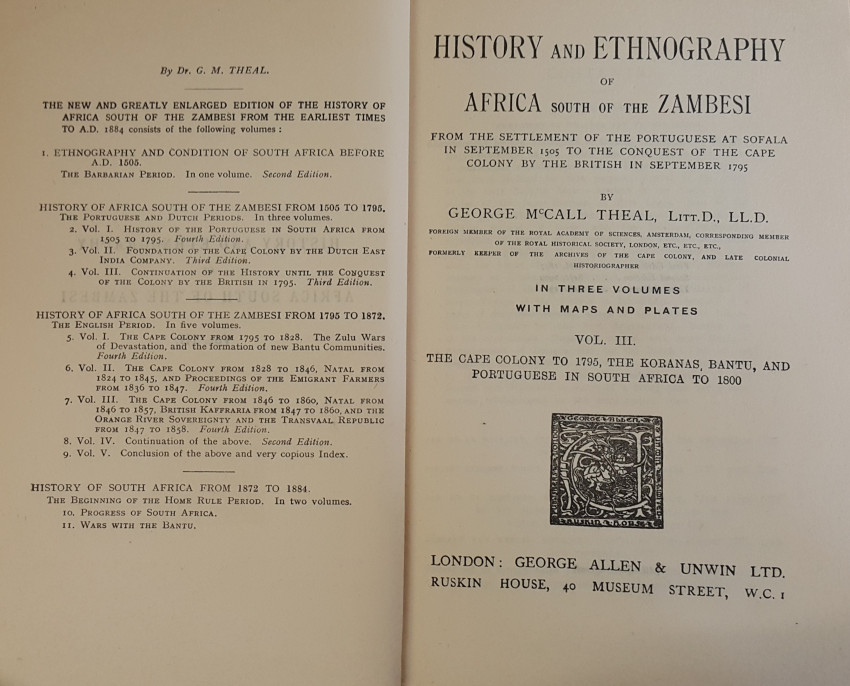 By Dr. G. M. THEAL.
THE NEW AND GREATLY ENLARGED EDITION OF THE HISTORY OF
AFRICA SOUTH OF THE ZAMBESI FROM THE EARLIEST TIMES
TO A.D. 1884 consists of the following volumes :
1. ETHNOGRAPHY AND CONDITION OF SOUTH AFRICA BEFORE
A.D. 1505.
THE BARBARIAN PERIOD. In one volume. Second Edition.
HISTORY OF AFRICA SOUTH OF THE ZAMBESI FROM 1505 TO 1795.
THE PORTUGUESE AND DUTCH PERIODS. In three volumes.
2. VOL. I. HISTORY OF THE PORTUGUESE IN SOUTH AFRICA FROM
1505 TO 1795. Fourth Edition.
3. VOL. II. FOUNDATION OF THE CAPE COLONY BY THE DUTCH EAST
INDIA COMPANY. Third Edition.
4. VOL. III. CONTINUATION OF THE HISTORY UNTIL THE CONQUEST
OF THE COLONY BY THE BRITISH IN 1795. Third Edition.
HISTORY OF AFRICA SOUTH OF THE ZAMBESI FROM 1795 TO 1872.
THE ENGLISH PERIOD. In five volumes.
5. VOL. I. THE CAPE COLONY FROM 1795 TO 1828. The Zulu Wars
of Devastation, and the formation of new Bantu Communities.
Fourth Edition.
6. VOL. II. THE CAPE COLONY FROM 1828 TO 1846, NATAL FROM
1824 TO 1845, AND PROCEEDINGS OF THE EMIGRANT FARMERS
FROM 1836 TO 1847. Fourth Edition.
7. VOL. III. THE CAPE COLONY FROM 1846 TO 1860, NATAL FROM
1846 TO 1857, BRITISH KAFFRARIA FROM 1847 TO 1860, AND THE
ORANGE RIVER SOVEREIGNTY AND THE TRANSVAAL REPUBLIC
FROM 1847 TO 1858. Fourth Edition.
8. VOL. IV. Continuation of the above. Second Edition.
9. VOL. V. Conclusion of the above and very copious Index.
HISTORY OF SOUTH AFRICA FROM 1872 TO 1884.
THE BEGINNING OF THE HOME RULE PERIOD. In two volumes.
10. PROGRESS OF SOUTH AFRICA.
11. WARS WITH THE BANTU.
HISTORY AND ETHNOGRAPHY
OF
AFRICA SOUTH OF THE ZAMBESI
FROM THE SETTLEMENT OF THE PORTUGUESE AT SOFALA
IN SEPTEMBER 1505 TO THE CONQUEST OF THE CAPE
COLONY BY THE BRITISH IN SEPTEMBER 1795
BY
GEORGE McCALL THEAL, LITT.D., LL.D.
FOREIGN MEMBER OF THE ROYAL ACADEMY OF SCIENCES, AMSTERDAM, CORRESPONDING MEMBER
OF THE ROYAL HISTORICAL SOCIETY, LONDON, ETC., ETC., ETC.,
FORMERLY KEEPER OF THE ARCHIVES OF THE CAPE COLONY, AND LATE COLONIAL
HISTORIOGRAPHER
IN THREE VOLUMES
WITH MAPS AND PLATES
VOL. III.
THE CAPE COLONY TO 1795, THE KORANAS, BANTU, AND
PORTUGUESE IN SOUTH AFRICA TO 1800
GEORGE ALLEN
LONDON: GEORGE ALLEN & UNWIN LTD.
RUSKIN HOUSE, 40 MUSEUM STREET, W.C. 1